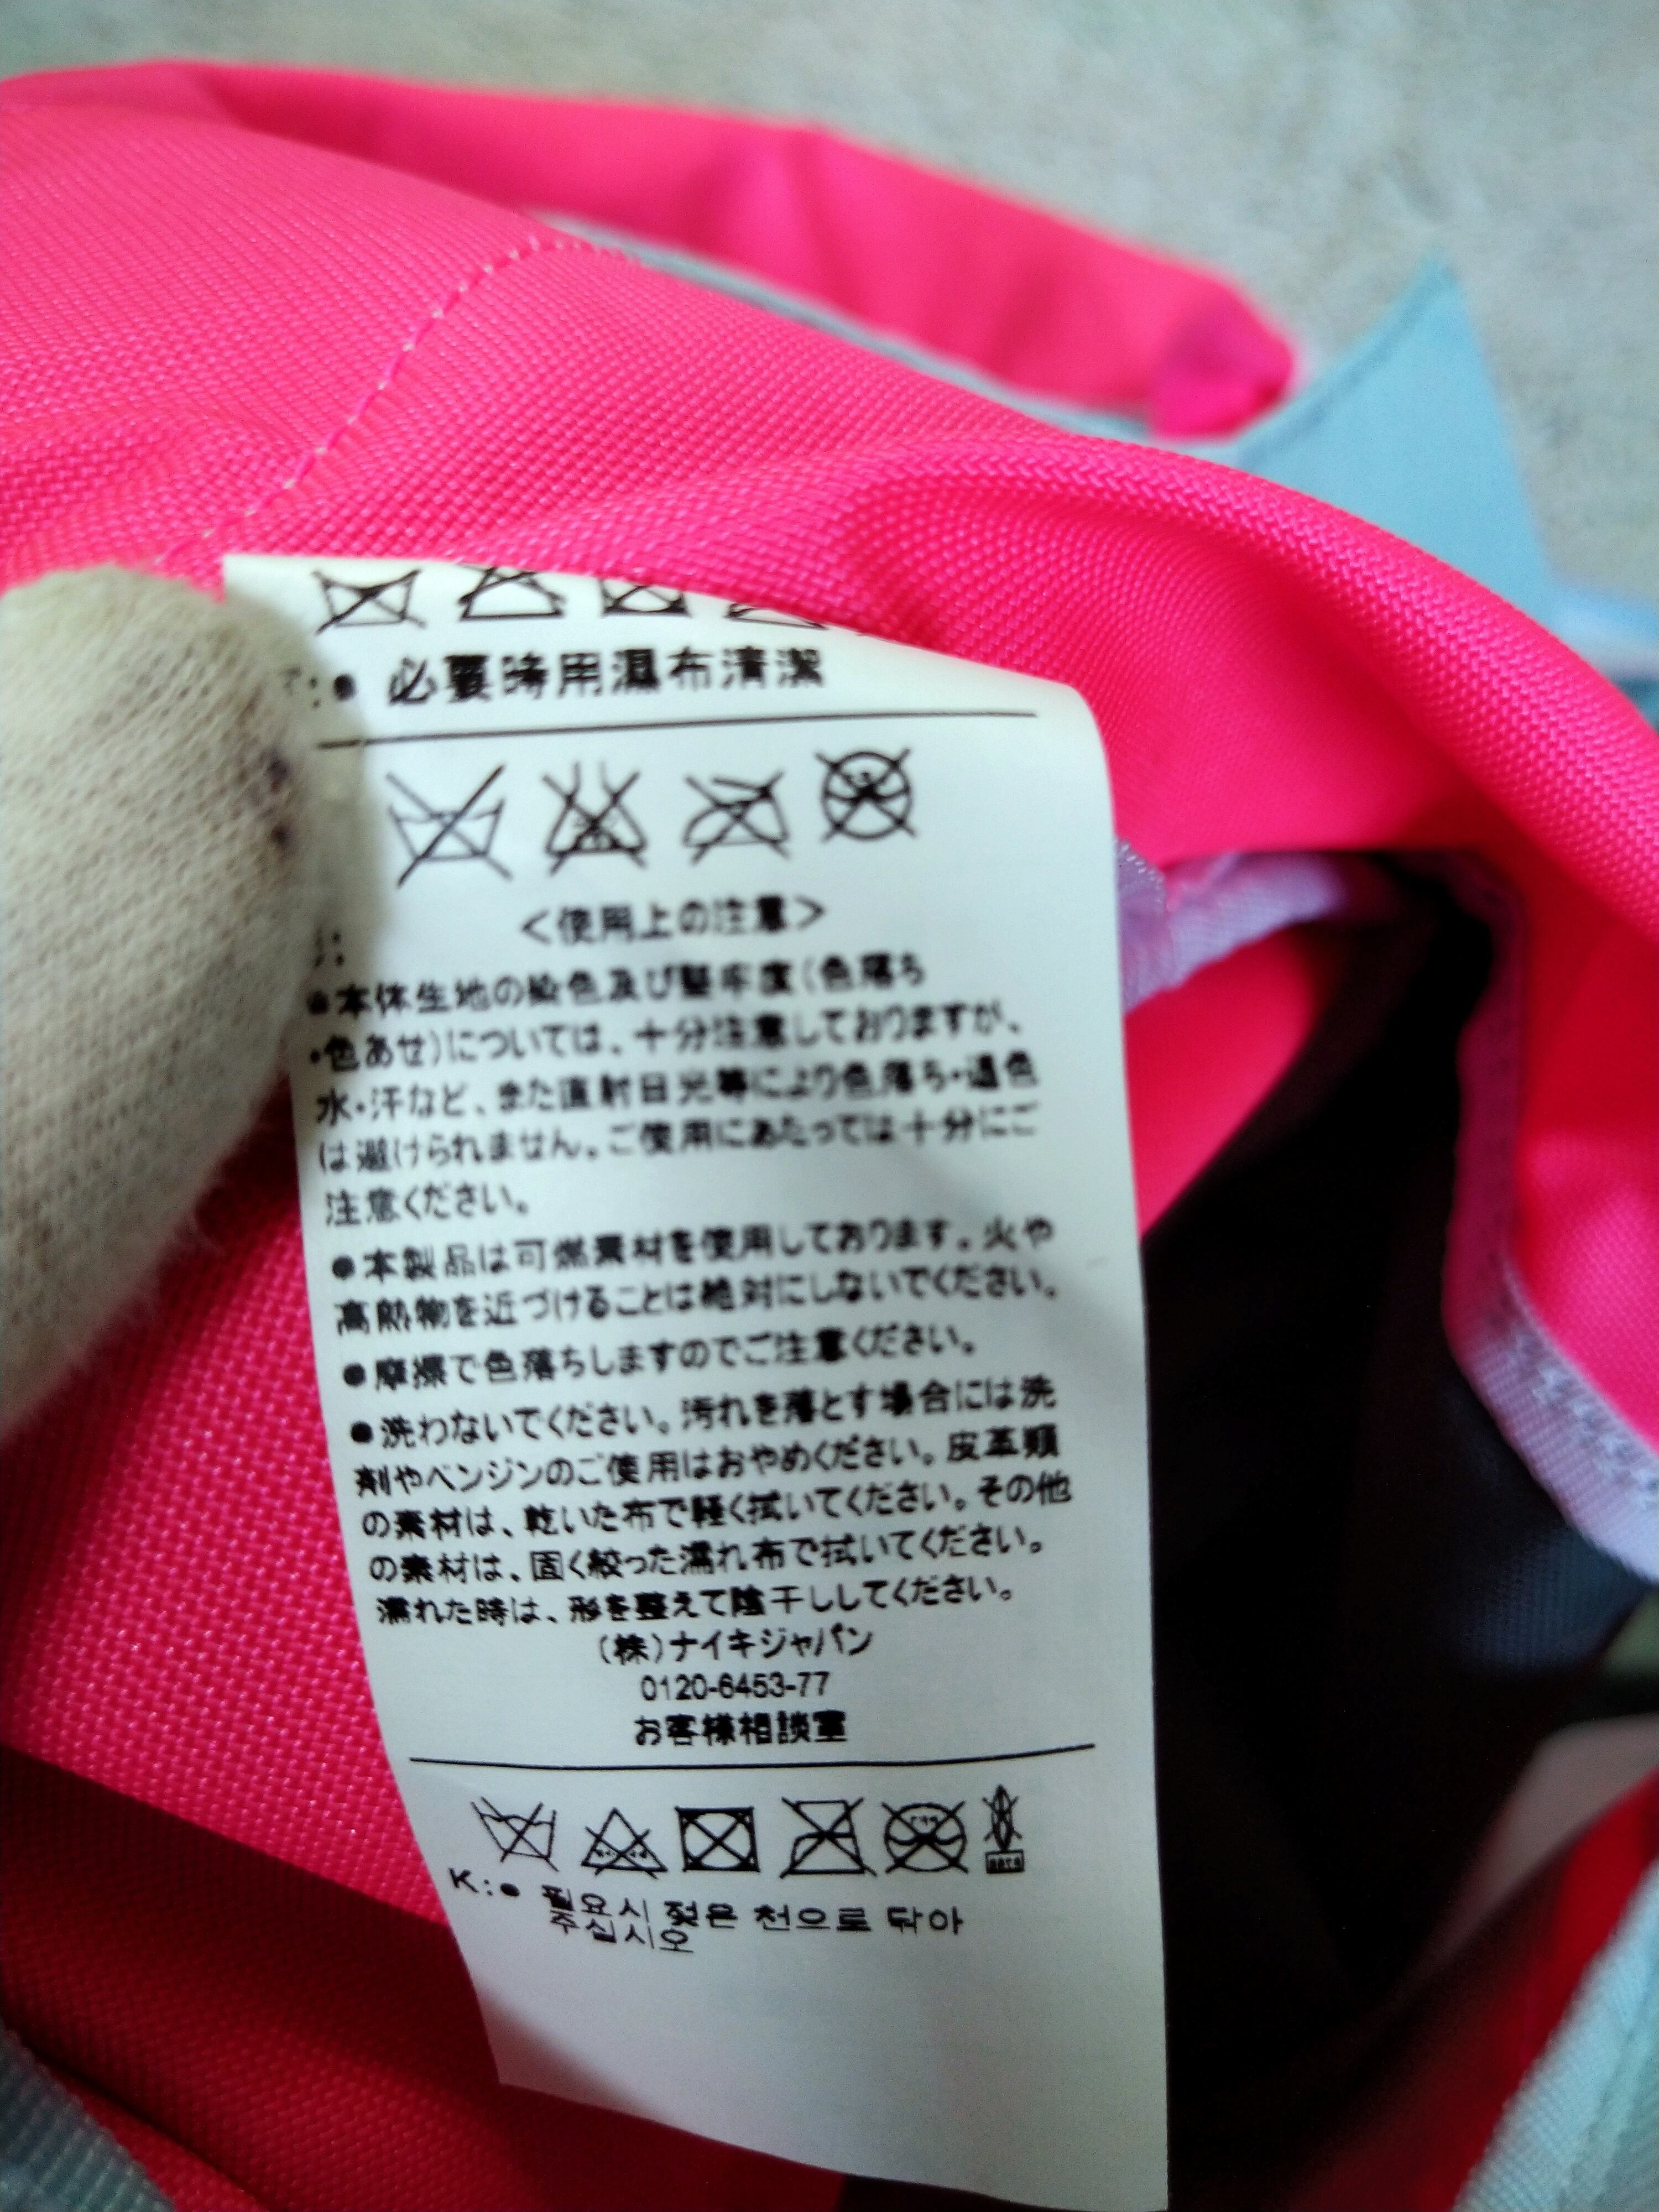 : ● 必要時用濕布清潔
<使用上の注意>
●本体生地の染色及び堅牢度(色落ち
・色あせ)については、十分注意しておりますが、
水・汗など、また直射日光等により色落ち・退色
は避けられません。ご使用にあたっては十分にご
注意ください。
●本製品は可燃素材を使用しております。火や
高熱物を近づけることは絶対にしないでください。
●摩擦で色落ちしますのでご注意ください。
●洗わないでください。汚れを落とす場合には洗
剤やベンジンのご使用はおやめください。皮革類
の素材は、乾いた布で軽く拭いてください。その他
の素材は、固く絞った濡れ布で拭いてください。
濡れた時は、形を整えて陰干ししてください。
(株)ナイキジャパン
0120-6453-77
お客様相談室
K:● 필요시 젖은 천으로 닦아
주십시오